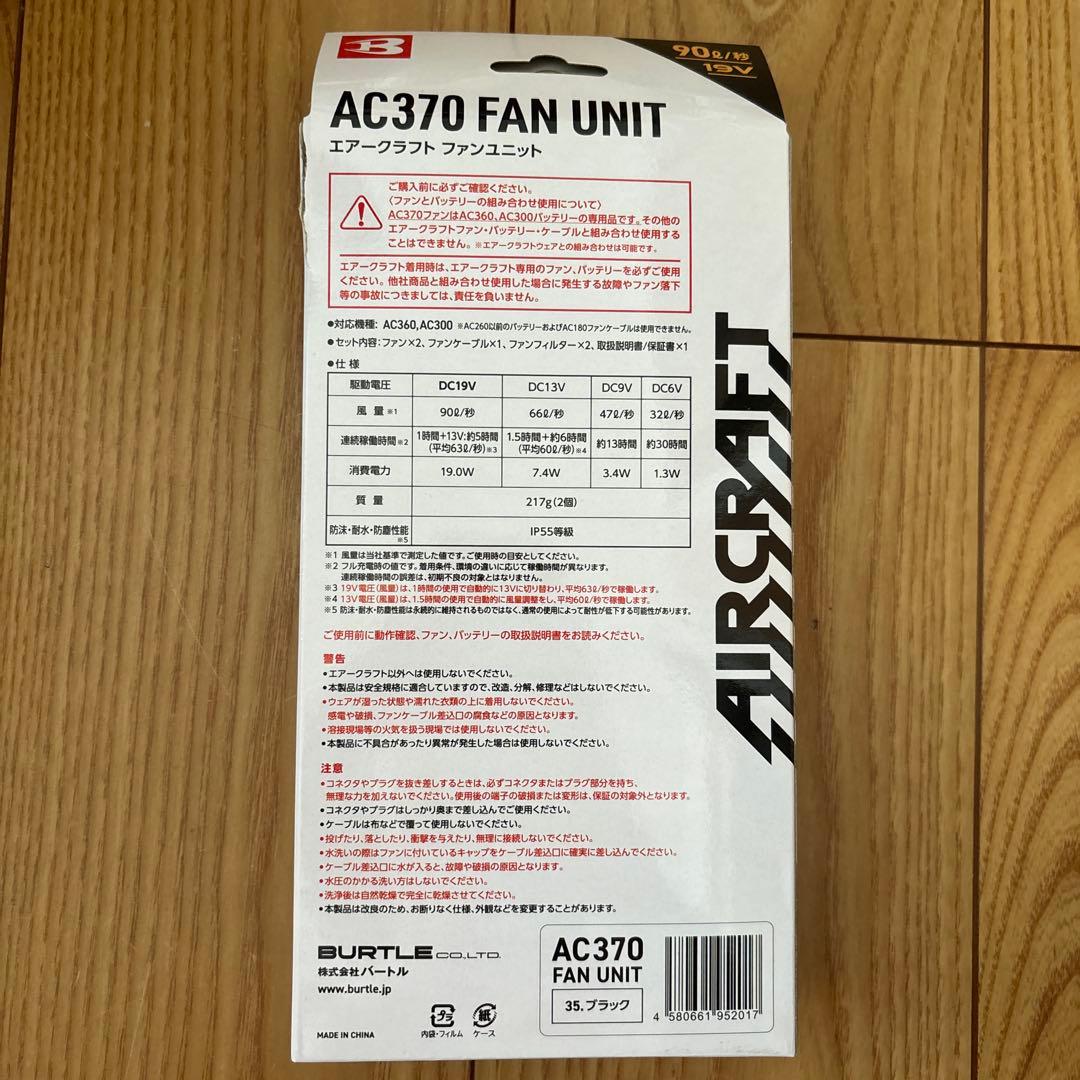 B
90ℓ/秒
19V
AC370 FAN UNIT
エアークラフト ファンユニット
ご購入前に必ずご確認ください。
〈ファンとバッテリーの組み合わせ使用について〉
AC370ファンはAC360、AC300バッテリーの専用品です。その他の
エアークラフトファン・バッテリー・ケーブルと組み合わせ使用する
ことはできません。※エアークラフトウェアとの組み合わせは可能です。
エアークラフト着用時は、エアークラフト専用のファン、バッテリーを必ずご使用
ください。他社商品と組み合わせ使用した場合に発生する故障やファン落下
等の事故につきましては、責任を負いません。
●対応機種: AC360,AC300 ※AC260以前のバッテリーおよびAC180ファンケーブルは使用できません。
●セット内容:ファン×2、ファンケーブル×1、ファンフィルター×2、取扱説明書/保証書×1
●仕 様
駆動電圧 DC19V DC13V DC9V DC6V
風 量 ※1 90ℓ/秒 66ℓ/秒 47ℓ/秒 32ℓ/秒
連続稼働時間 ※2 1時間+13V:約5時間 (平均63ℓ/秒)※3 1.5時間+約6時間 (平均60ℓ/秒)※4 約13時間 約30時間
消費電力 19.0W 7.4W 3.4W 1.3W
質 量 217g(2個)
防沫・耐水・防塵性能 ※5 IP55等級
※1 風量は当社基準で測定した値です。ご使用時の目安としてください。
※2 フル充電時の値です。着用条件、環境の違いに応じて稼働時間が異なります。
連続稼働時間の誤差は、初期不良の対象とはなりません。
※3 19V電圧(風量)は、1時間の使用で自動的に13Vに切り替わり、平均63ℓ/秒で稼働します。
※4 13V電圧(風量)は、1.5時間の使用で自動的に風量調整をし、平均60ℓ/秒で稼働します。
※5 防沫・耐水・防塵性能は永続的に維持されるものではなく、通常の使用によって耐性が低下する可能性があります。
ご使用前に動作確認、ファン、バッテリーの取扱説明書をお読みください。
警告
●エアークラフト以外へは使用しないでください。
●本製品は安全規格に適合していますので、改造、分解、修理などはしないでください。
●ウェアが湿った状態や濡れた衣類の上に着用しないでください。
感電や破損、ファンケーブル差込口の腐食などの原因となります。
●溶接現場等の火気を扱う現場では使用しないでください。
●本製品に不具合があったり異常が発生した場合は使用しないでください。
注意
●コネクタやプラグを抜き差しするときは、必ずコネクタまたはプラグ部分を持ち、
無理な力を加えないでください。使用後の端子の破損または変形は、保証の対象外となります。
●コネクタやプラグはしっかり奥まで差し込んでご使用ください。
●ケーブルは布などで覆って使用しないでください。
●投げたり、落としたり、衝撃を与えたり、無理に接続しないでください。
●水洗いの際はファンに付いているキャップをケーブル差込口に確実に差し込んでください。
●ケーブル差込口に水が入ると、故障や破損の原因となります。
●水圧のかかる洗い方はしないでください。
●洗浄後は自然乾燥で完全に乾燥させてください。
●本製品は改良のため、お断りなく仕様、外観などを変更することがあります。
AIRCRAFT
BURTLE CO.,LTD.
株式会社バートル
www.burtle.jp
MADE IN CHINA
プラ
内袋・フィルム
紙
ケース
AC370
FAN UNIT
35.ブラック
4 580661 952017